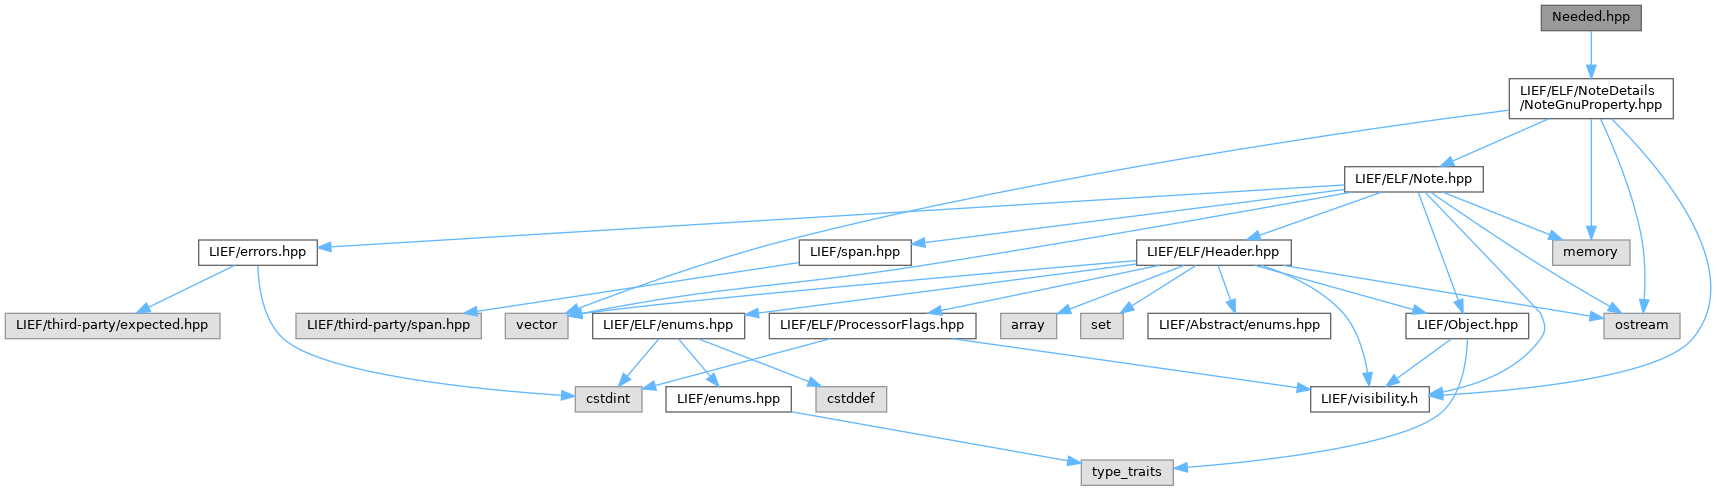 Needed.hpp
LIEF/ELF/NoteDetails
/NoteGnuProperty.hpp
LIEF/ELF/Note.hpp
LIEF/errors.hpp
LIEF/span.hpp
LIEF/ELF/Header.hpp
memory
LIEF/third-party/expected.hpp
LIEF/third-party/span.hpp
vector
LIEF/ELF/enums.hpp
LIEF/ELF/ProcessorFlags.hpp
array
set
LIEF/Abstract/enums.hpp
LIEF/Object.hpp
ostream
cstdint
LIEF/enums.hpp
cstddef
LIEF/visibility.h
type_traits